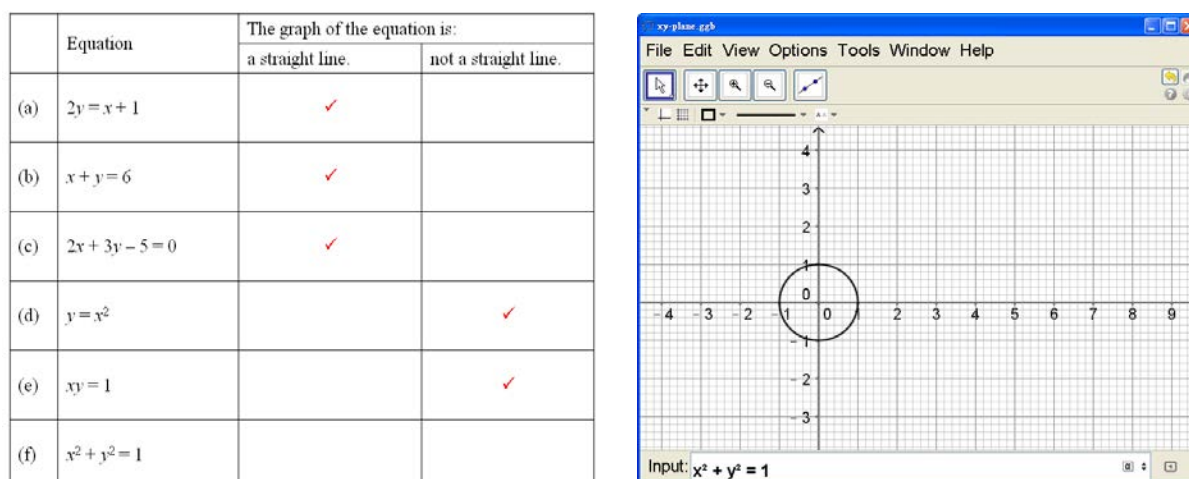 Equation
The graph of the equation is:
a straight line.
not a straight line.
(a) 2y = x + 1 ✓
(b) x + y = 6 ✓
(c) 2x + 3y – 5 = 0 ✓
(d) y = x² ✓
(e) xy = 1 ✓
(f) x² + y² = 1
xy-plane.ggb
File Edit View Options Tools Window Help
4
3
2
1
0
– 4 – 3 – 2 – 1 0 1 2 3 4 5 6 7 8 9
– 1
– 2
– 3
Input: x² + y² = 1